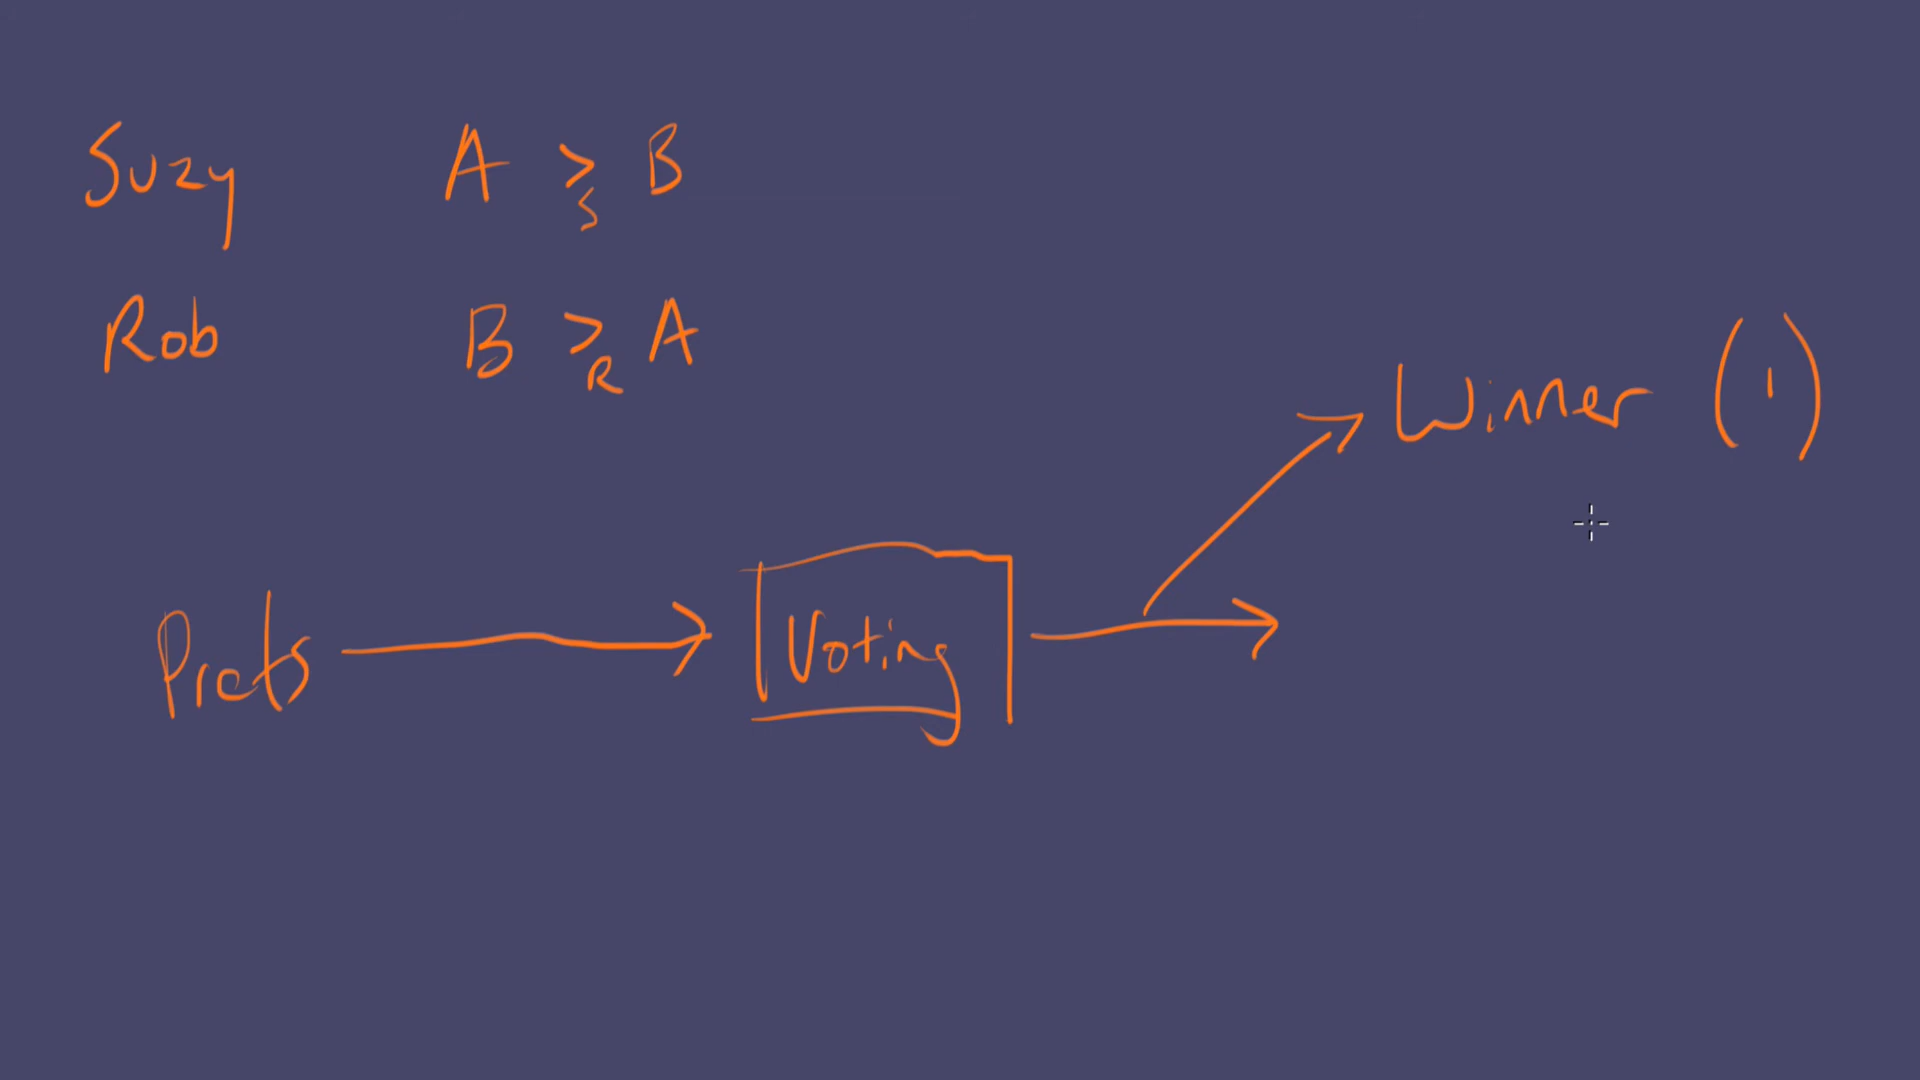 Suzy A >S B
Rob B >R A
Winner (1)
Prefs Voting